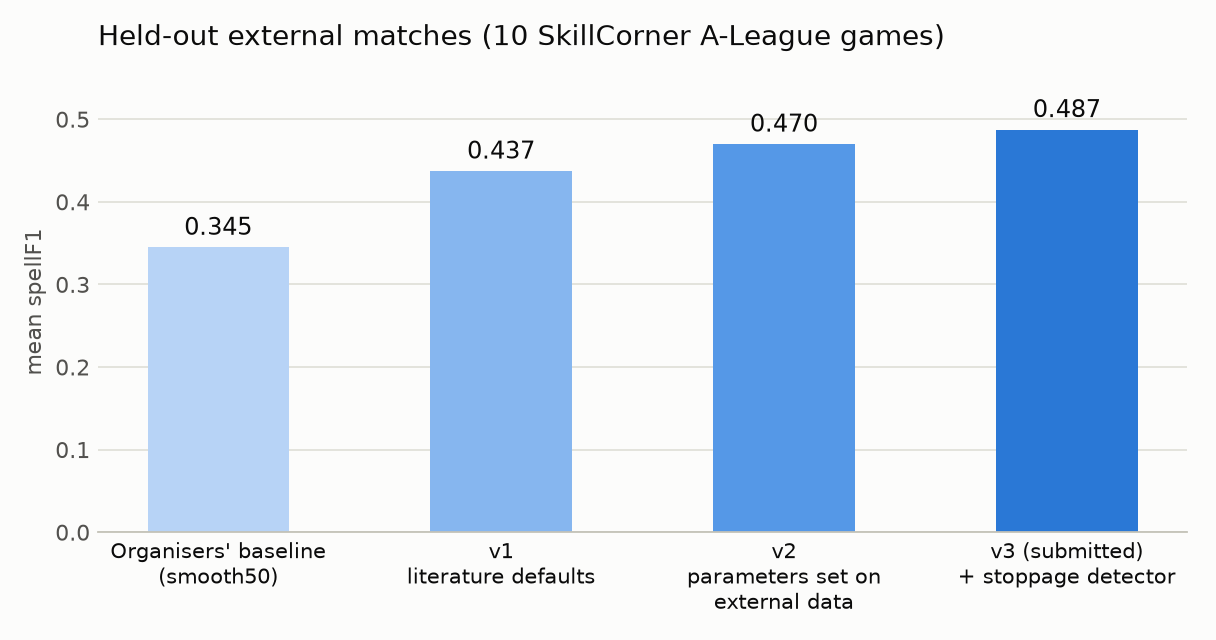 Held-out external matches (10 SkillCorner A-League games)
mean spellF1
0.5
0.4
0.3
0.2
0.1
0.0
0.345
0.437
0.470
0.487
Organisers' baseline
(smooth50)
v1
literature defaults
v2
parameters set on
external data
v3 (submitted)
+ stoppage detector